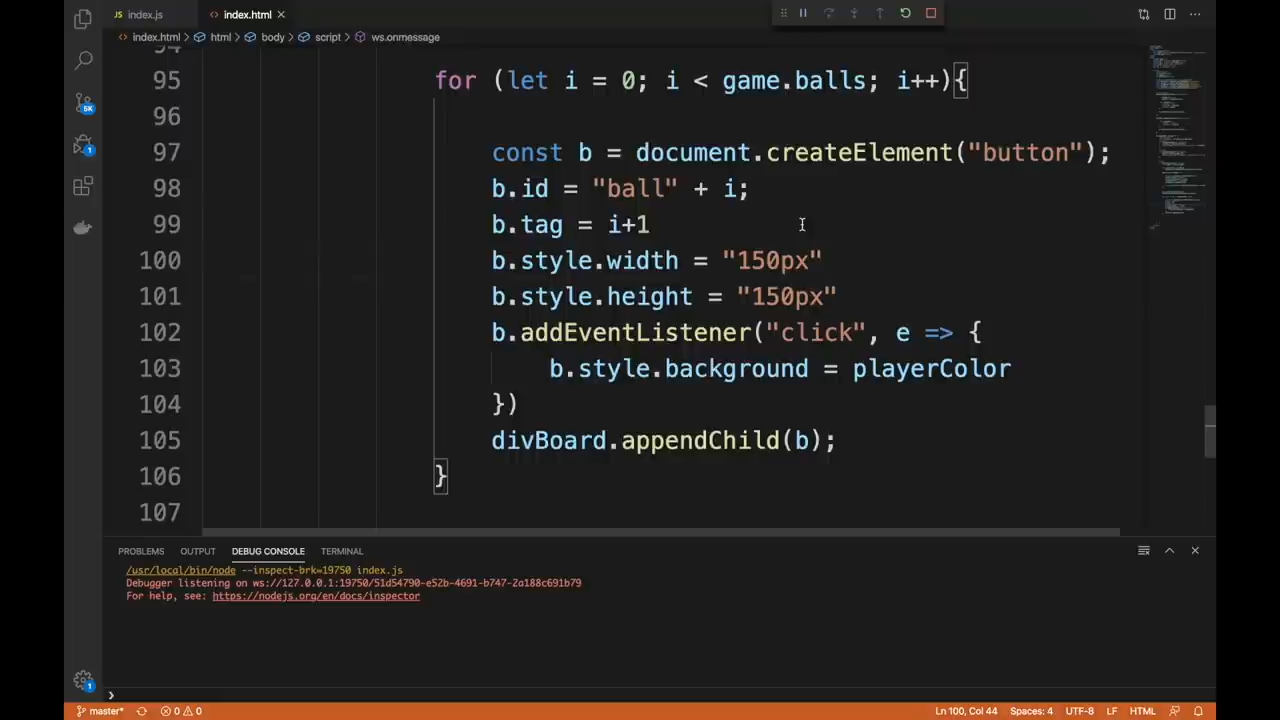 index.js
index.html
index.html › html › body › script › ws.onmessage
94
95 for (let i = 0; i < game.balls; i++){
96
97 const b = document.createElement("button");
98 b.id = "ball" + i;
99 b.tag = i+1
100 b.style.width = "150px"
101 b.style.height = "150px"
102 b.addEventListener("click", e => {
103 b.style.background = playerColor
104 })
105 divBoard.appendChild(b);
106 }
107
5K
1
PROBLEMS OUTPUT DEBUG CONSOLE TERMINAL
/usr/local/bin/node --inspect-brk=19750 index.js
Debugger listening on ws://127.0.0.1:19750/51d54790-e52b-4691-b747-2a188c691b79
For help, see: https://nodejs.org/en/docs/inspector
1
master* 0 0 Ln 100, Col 44 Spaces: 4 UTF-8 LF HTML